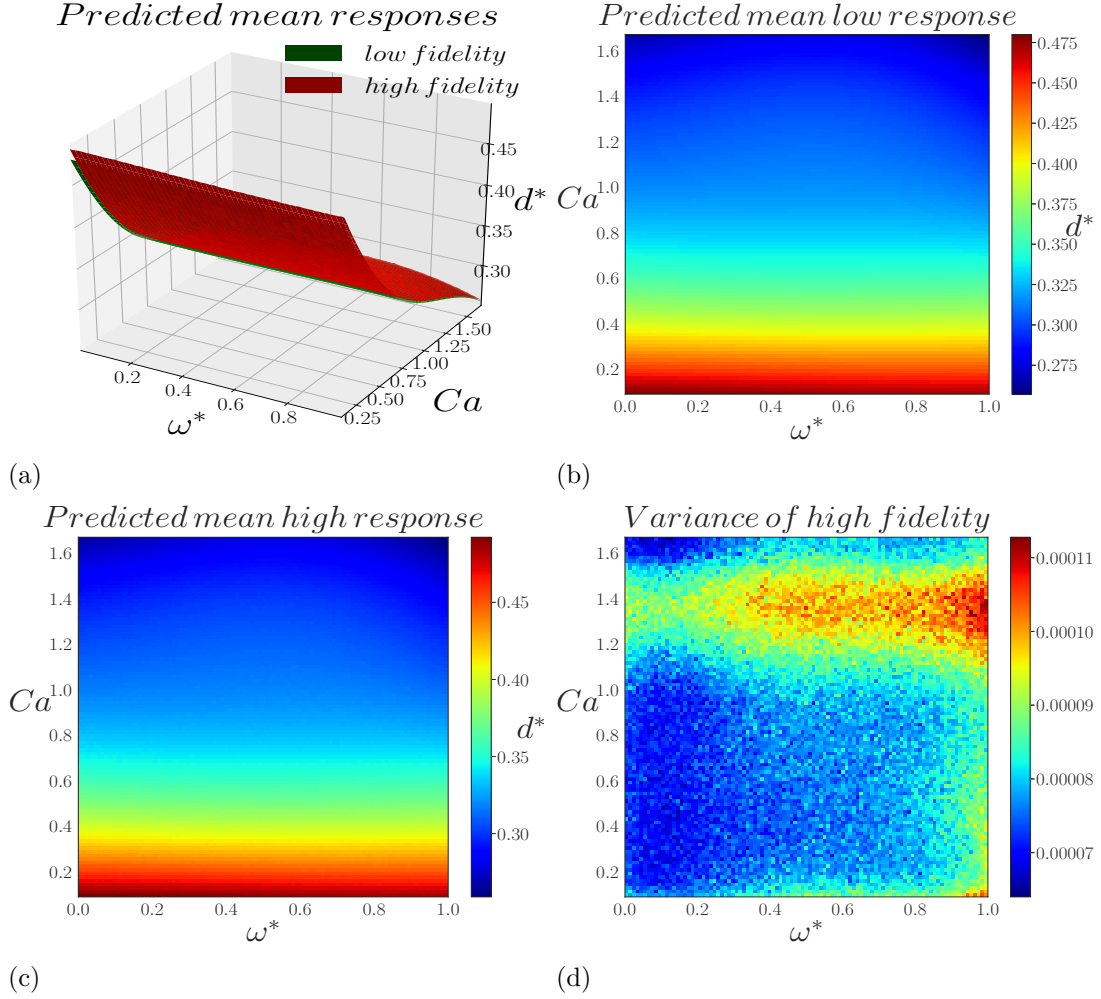 Predicted mean responses
low fidelity
high fidelity
0.45
0.40
0.35
0.30
d*
0.2
0.4
0.6
0.8
ω*
0.25
0.50
0.75
1.00
1.25
1.50
Ca
(a)
Predicted mean low response
1.6
1.4
1.2
1.0
0.8
0.6
0.4
0.2
Ca
0.0 0.2 0.4 0.6 0.8 1.0
ω*
0.475
0.450
0.425
0.400
0.375
0.350
0.325
0.300
0.275
d*
(b)
Predicted mean high response
1.6
1.4
1.2
1.0
0.8
0.6
0.4
0.2
Ca
0.0 0.2 0.4 0.6 0.8 1.0
ω*
0.45
0.40
0.35
0.30
d*
(c)
Variance of high fidelity
1.6
1.4
1.2
1.0
0.8
0.6
0.4
0.2
Ca
0.0 0.2 0.4 0.6 0.8 1.0
ω*
0.00011
0.00010
0.00009
0.00008
0.00007
(d)